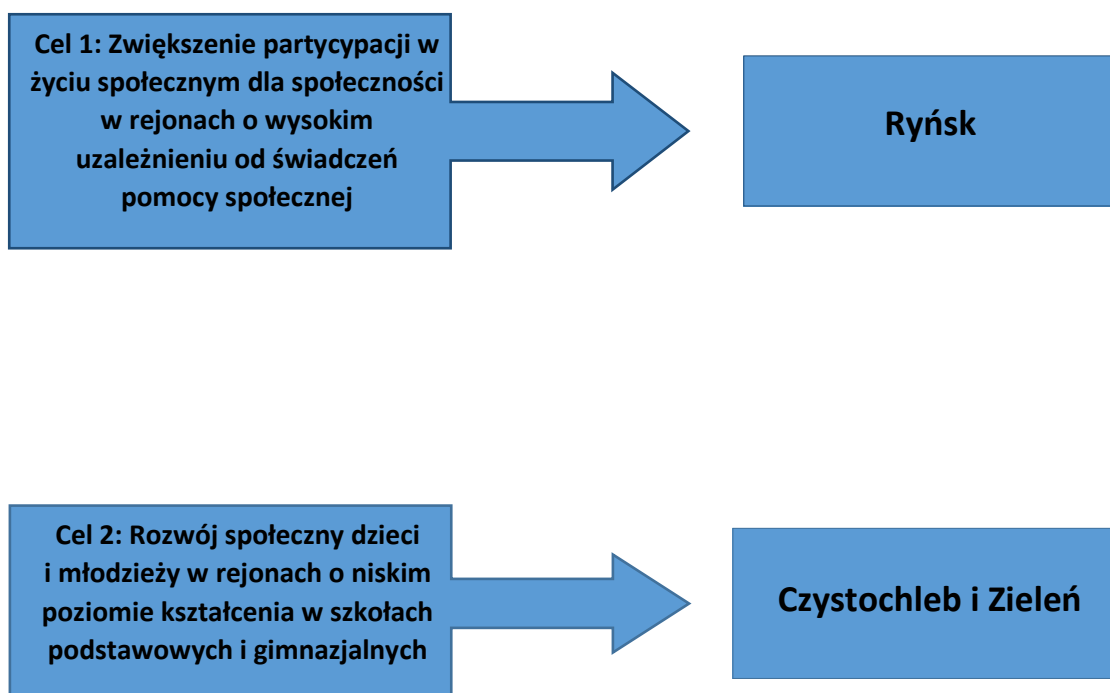 Cel 1: Zwiększenie partycypacji w
życiu społecznym dla społeczności
w rejonach o wysokim
uzależnieniu od świadczeń
pomocy społecznej
Ryńsk
Cel 2: Rozwój społeczny dzieci
i młodzieży w rejonach o niskim
poziomie kształcenia w szkołach
podstawowych i gimnazjalnych
Czystochleb i Zieleń